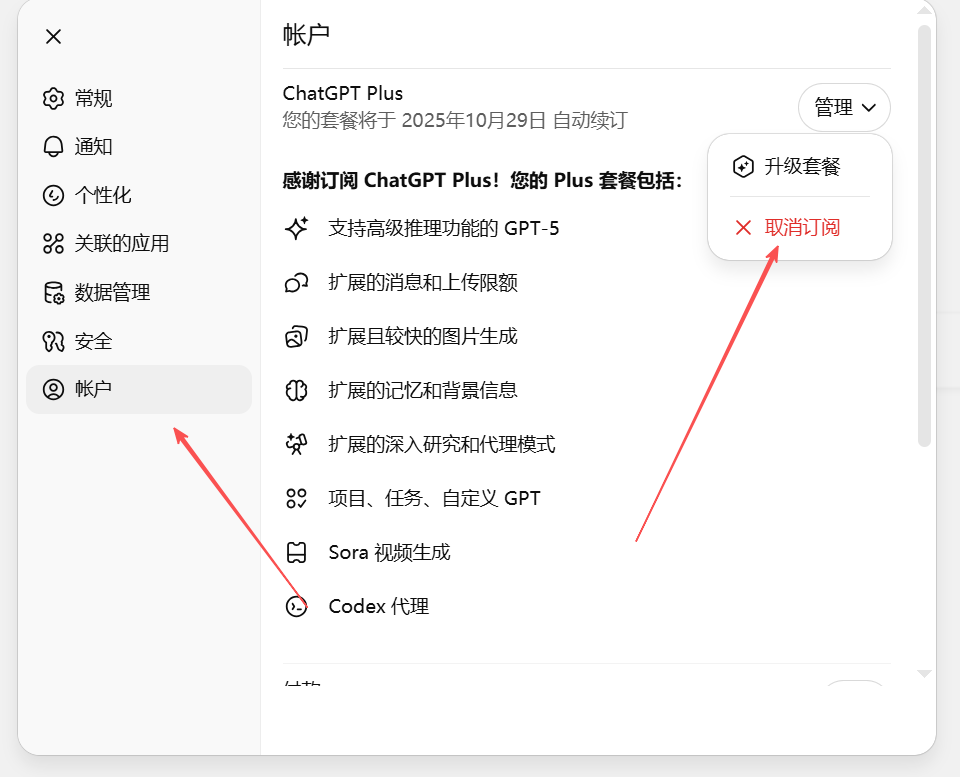 常规
通知
个性化
关联的应用
数据管理
安全
帐户
帐户
ChatGPT Plus
您的套餐将于 2025年10月29日 自动续订
管理
升级套餐
取消订阅
感谢订阅 ChatGPT Plus！您的 Plus 套餐包括：
支持高级推理功能的 GPT-5
扩展的消息和上传限额
扩展且较快的图片生成
扩展的记忆和背景信息
扩展的深入研究和代理模式
项目、任务、自定义 GPT
Sora 视频生成
Codex 代理